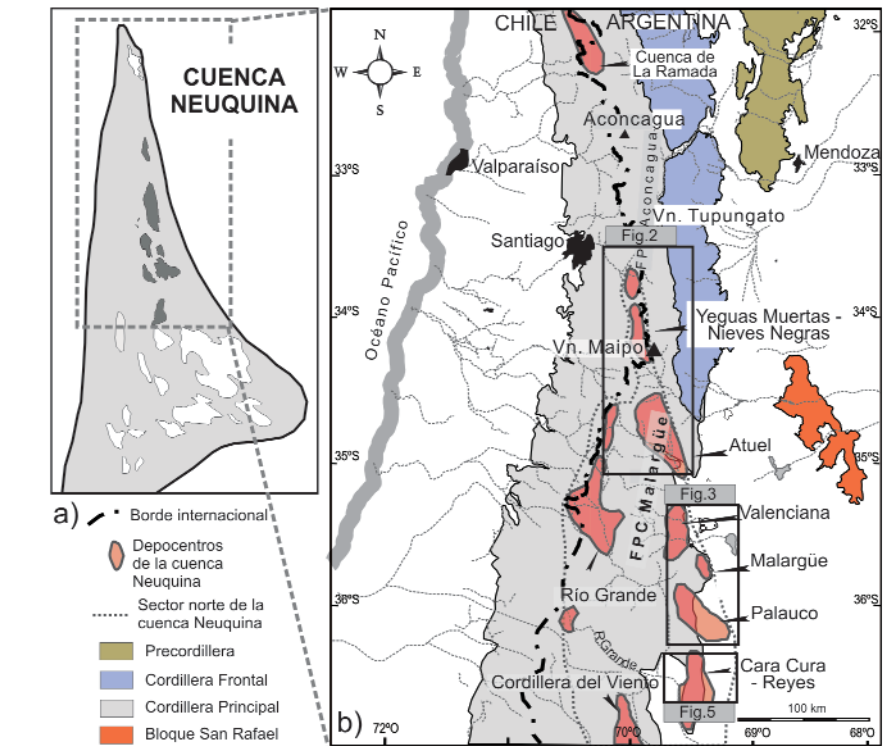 CUENCA
NEUQUINA
a)
Borde internacional
Depocentros
de la cuenca
Neuquina
Sector norte de la
cuenca Neuquina
Precordillera
Cordillera Frontal
Cordillera Principal
Bloque San Rafael
CHILE
ARGENTINA
32ºS
N
W
E
S
Cuenca de
La Ramada
Aconcagua
FPC Aconcagua
Mendoza
33ºS
33ºS
Valparaíso
Vn. Tupungato
Santiago
Fig.2
Océano Pacífico
34ºS
34ºS
Yeguas Muertas -
Nieves Negras
Vn. Maipo
FPC Malargüe
Atuel
35ºS
35ºS
Fig.3
Valenciana
Malargüe
Río Grande
36ºS
36ºS
Palauco
R.Grande
Cara Cura
- Reyes
Cordillera del Viento
Fig.5
100 km
b)
72ºO
70ºO
69ºO
68ºO